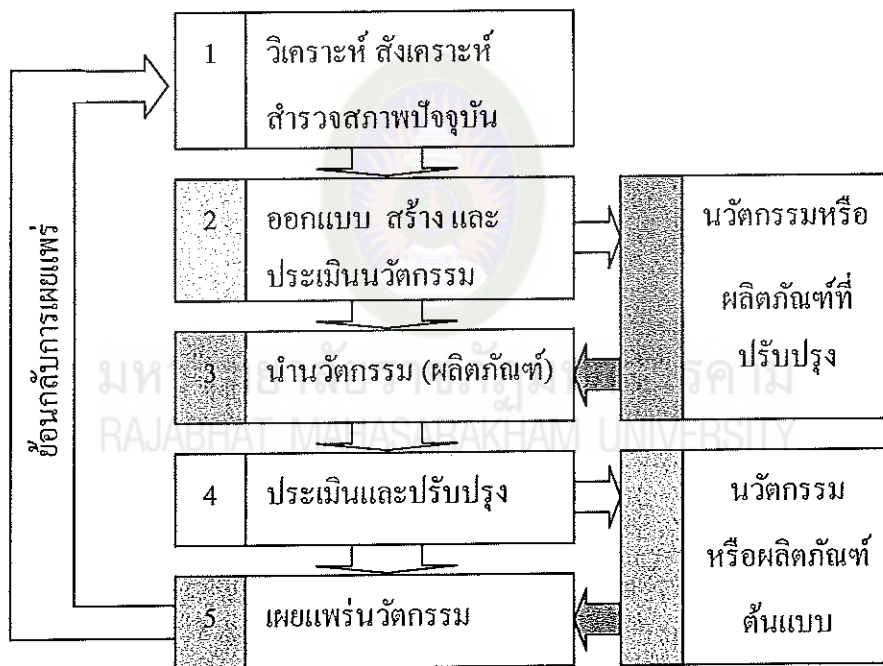 1 วิเคราะห์ สังเคราะห์
สำรวจสภาพปัจจุบัน
2 ออกแบบ สร้าง และ
ประเมินนวัตกรรม
นวัตกรรมหรือ
ผลิตภัณฑ์ที่
ปรับปรุง
3 นำนวัตกรรม (ผลิตภัณฑ์)
4 ประเมินและปรับปรุง
นวัตกรรม
หรือผลิตภัณฑ์
ต้นแบบ
5 เผยแพร่นวัตกรรม
ย้อนกลับการเผยแพร่
มหาวิทยาลัยราชภัฏมหาสารคาม
RAJABHAT MAHASARAKHAM UNIVERSITY